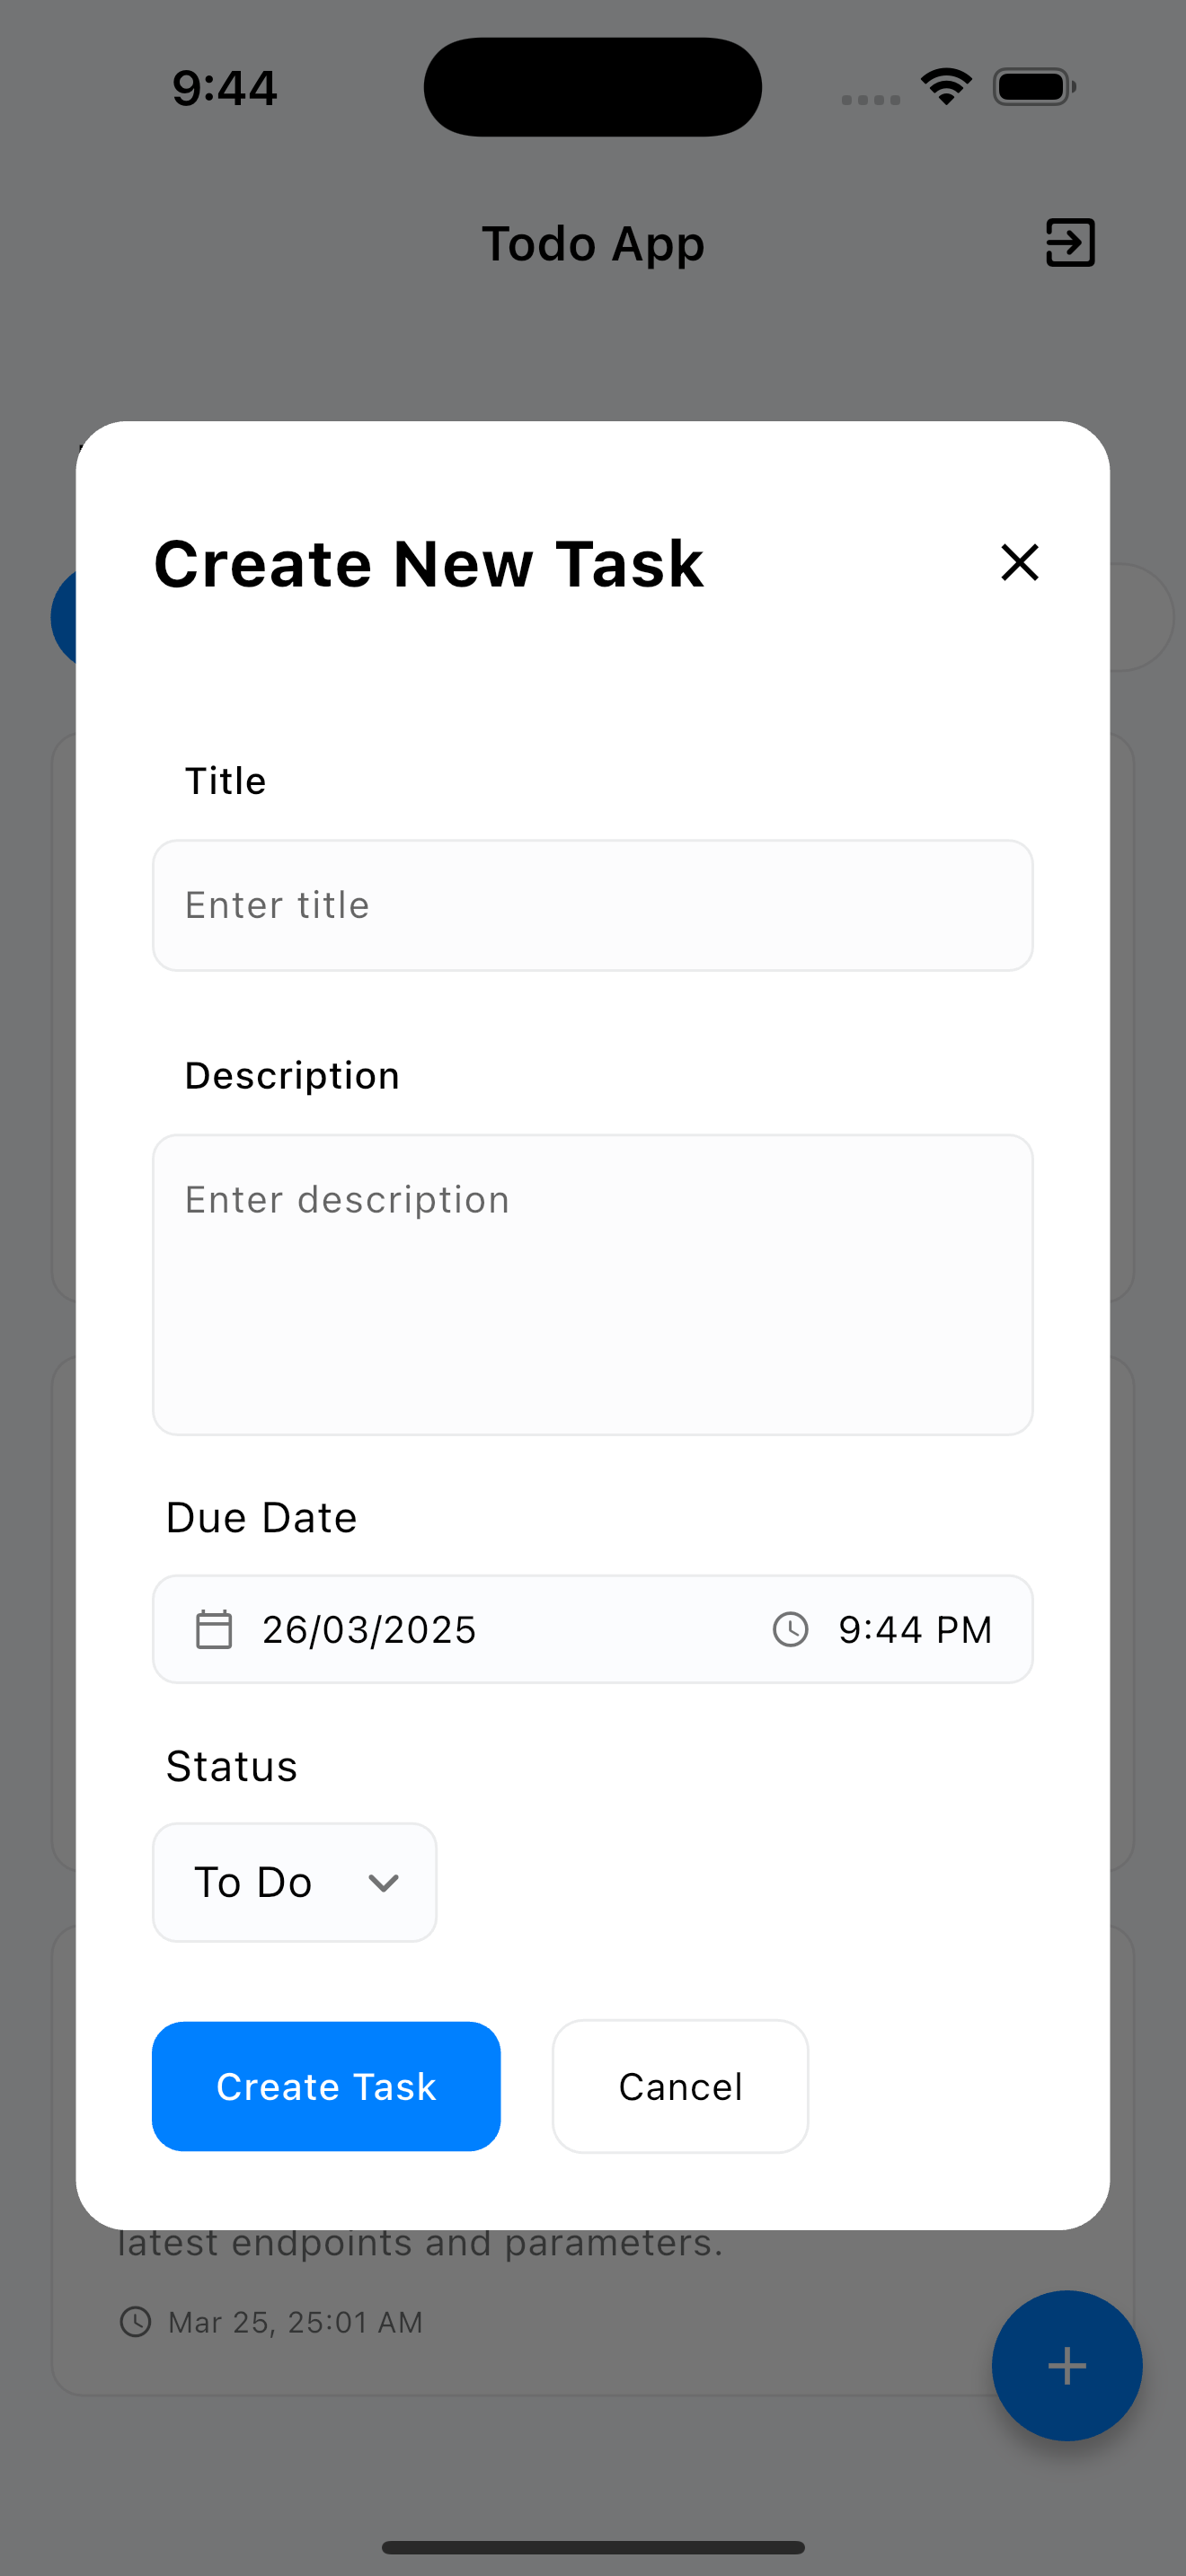 9:44
Todo App
Create New Task
Title
Enter title
Description
Enter description
Due Date
26/03/2025 9:44 PM
Status
To Do
Create Task Cancel
latest endpoints and parameters.
Mar 25, 25:01 AM